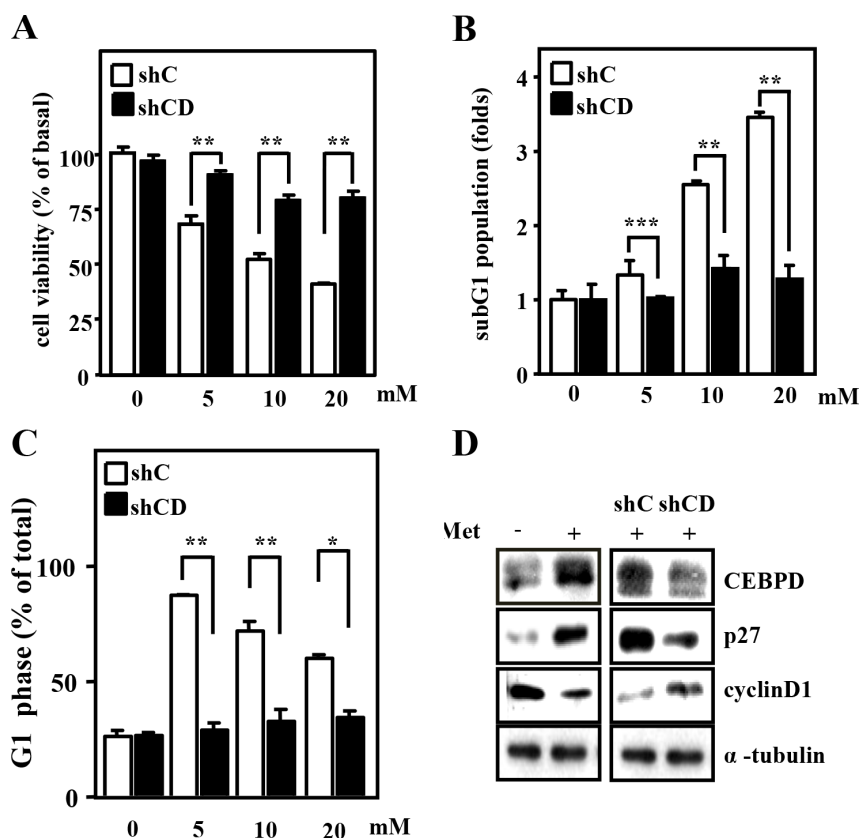 A
shC
shCD
cell viability (% of basal)
100
75
50
25
0
**
**
**
0 5 10 20 mM
B
shC
shCD
subG1 population (folds)
4
3
2
1
0
***
**
**
0 5 10 20 mM
C
shC
shCD
G1 phase (% of total)
100
50
0
**
**
*
0 5 10 20 mM
D
shC shCD
Met - + + +
CEBPD
p27
cyclinD1
α -tubulin